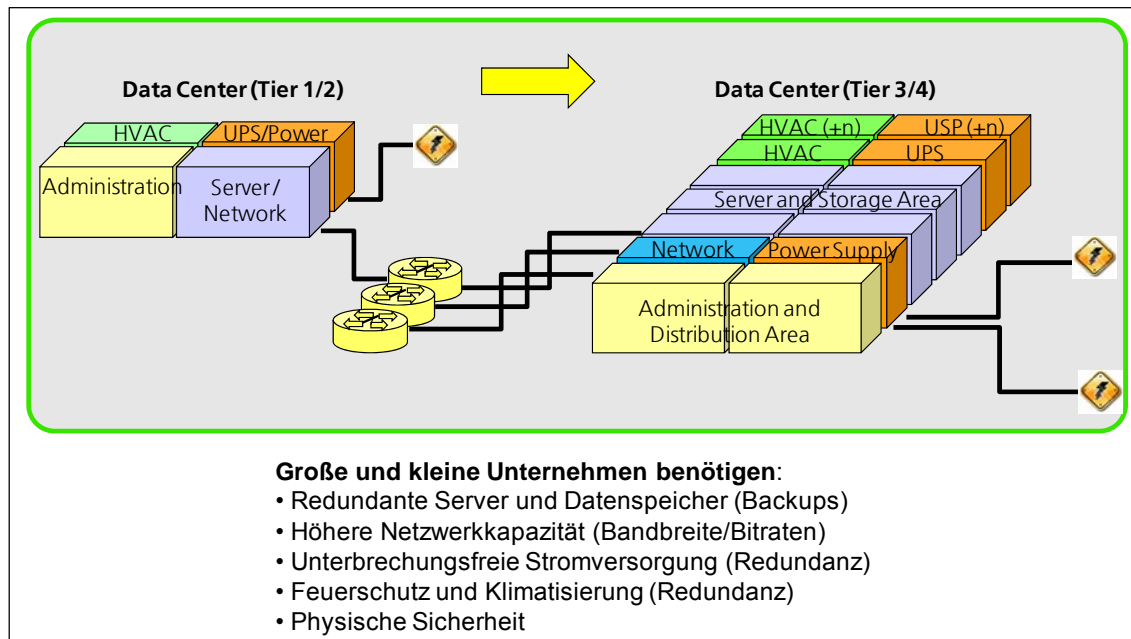 Data Center (Tier 1/2)
HVAC
UPS/Power
Administration
Server/
Network
Data Center (Tier 3/4)
HVAC (+n)
USP (+n)
HVAC
UPS
Server and Storage Area
Network
Power Supply
Administration and
Distribution Area
Große und kleine Unternehmen benötigen:
• Redundante Server und Datenspeicher (Backups)
• Höhere Netzwerkkapazität (Bandbreite/Bitraten)
• Unterbrechungsfreie Stromversorgung (Redundanz)
• Feuerschutz und Klimatisierung (Redundanz)
• Physische Sicherheit